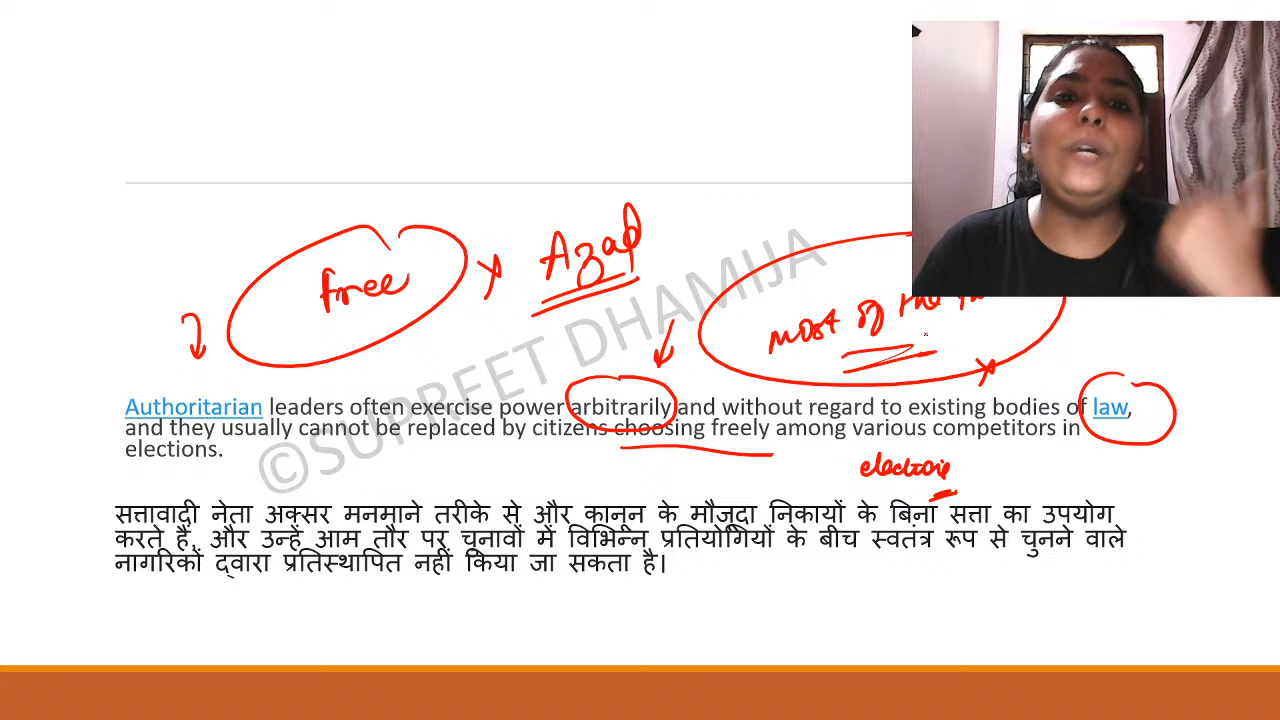 free
Azad
most of the
©SUPREET DHAMIJA
Authoritarian leaders often exercise power arbitrarily and without regard to existing bodies of law,
and they usually cannot be replaced by citizens choosing freely among various competitors in
elections.
सत्तावादी नेता अक्सर मनमाने तरीके से और कानून के मौजूदा निकायों के बिना सत्ता का उपयोग
करते हैं, और उन्हें आम तौर पर चुनावों में विभिन्न प्रतियोगियों के बीच स्वतंत्र रूप से चुनने वाले
नागरिकों द्वारा प्रतिस्थापित नहीं किया जा सकता है।